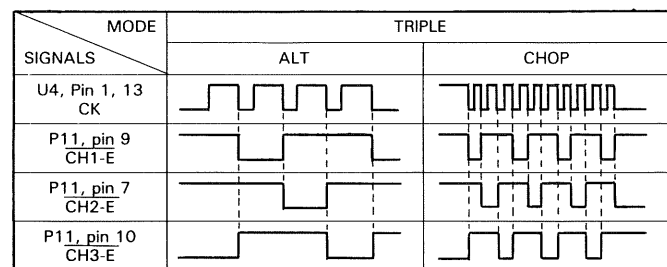 MODE
TRIPLE
SIGNALS
ALT
CHOP
U4, Pin 1, 13
CK
P11, pin 9
CH1-E
P11, pin 7
CH2-E
P11, pin 10
CH3-E